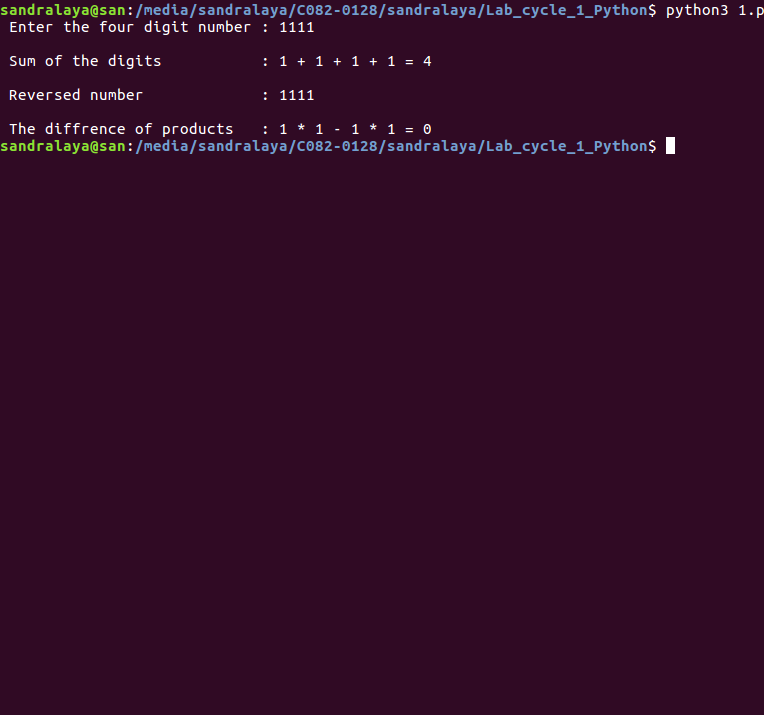 sandralaya@san:/media/sandralaya/C082-0128/sandralaya/Lab_cycle_1_Python$ python3 1.p
Enter the four digit number : 1111
Sum of the digits : 1 + 1 + 1 + 1 = 4
Reversed number : 1111
The diffrence of products : 1 * 1 - 1 * 1 = 0
sandralaya@san:/media/sandralaya/C082-0128/sandralaya/Lab_cycle_1_Python$